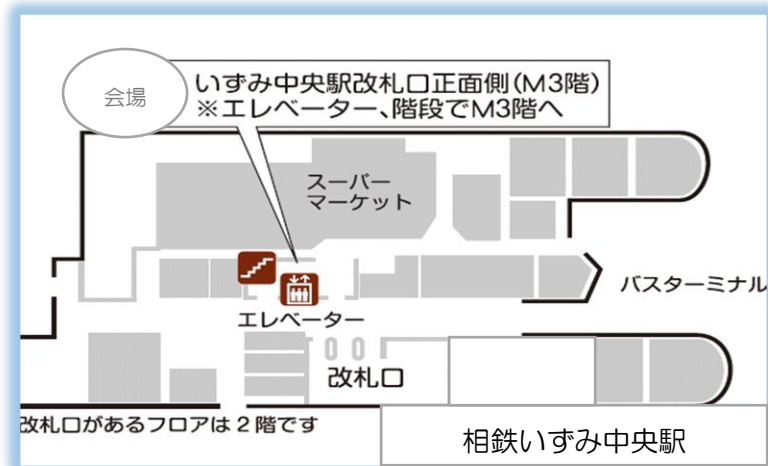 会場
いずみ中央駅改札口正面側(M3階)
※エレベーター、階段でM3階へ
スーパー
マーケット
バスターミナル
エレベーター
改札口
改札口があるフロアは2階です
相鉄いずみ中央駅